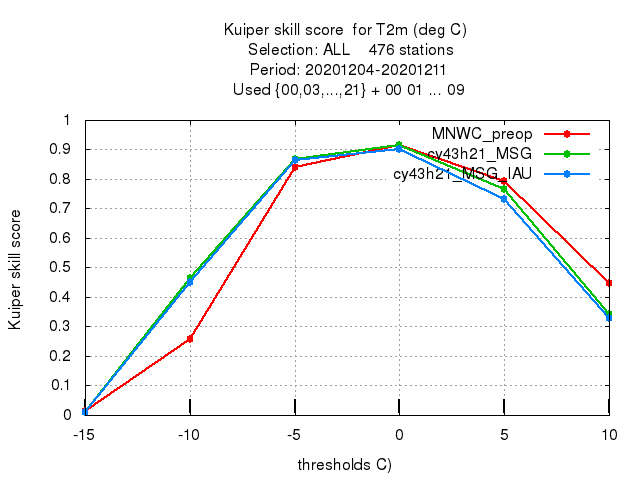 Kuiper skill score  for T2m (deg C)
Selection: ALL    476 stations
Period: 20201204-20201211
Used {00,03,...,21} + 00 01 ... 09
MNWC_preop
cy43h21_MSG
cy43h21_MSG_IAU
1
0.9
0.8
0.7
0.6
0.5
0.4
0.3
0.2
0.1
0
Kuiper skill score
-15
-10
-5
0
5
10
thresholds C)